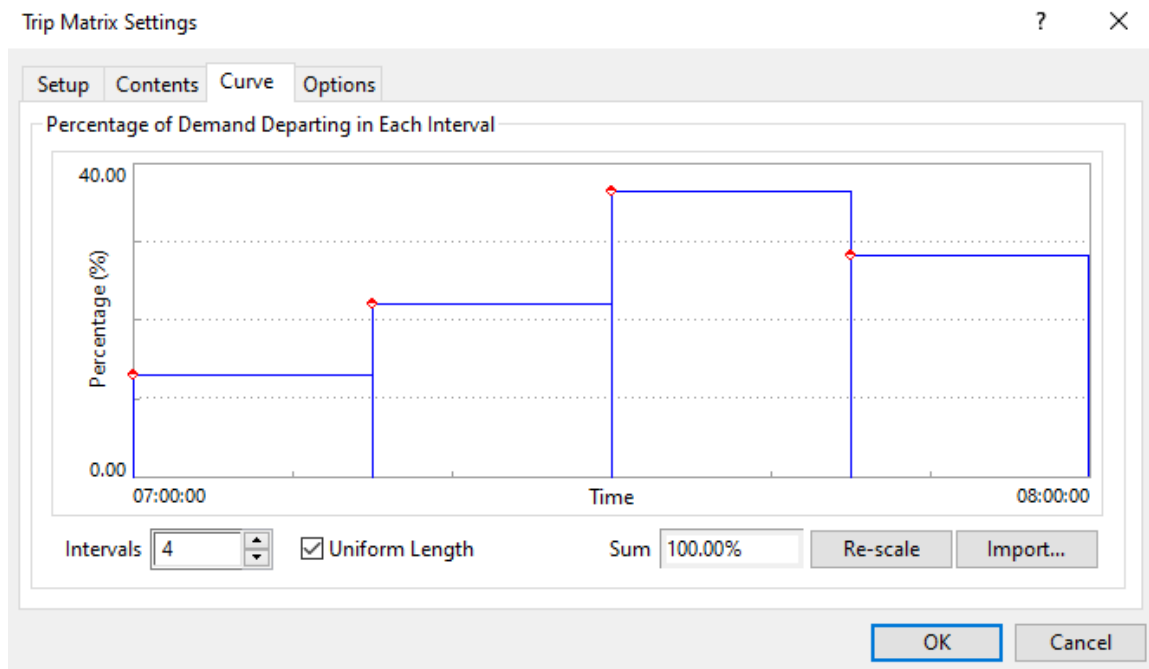 Trip Matrix Settings ? ×
Setup Contents Curve Options
Percentage of Demand Departing in Each Interval
40.00
Percentage (%)
0.00
07:00:00 Time 08:00:00
Intervals 4 Uniform Length Sum 100.00% Re-scale Import...
OK Cancel